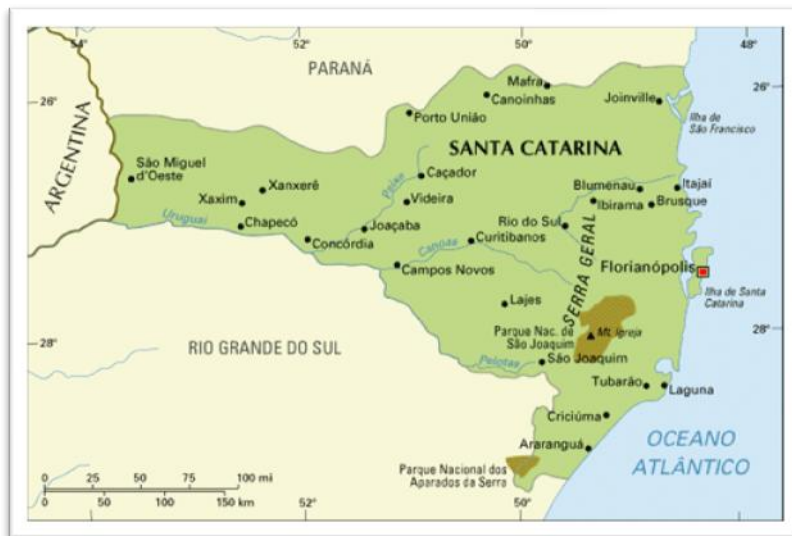 54°
52°
50°
48°
PARANÁ
Mafra
Canoinhas
26°
26°
Joinville
Porto União
Ilha de
São Francisco
ARGENTINA
SANTA CATARINA
São Miguel
d'Oeste
Caçador
Peixe
Xanxerê
Blumenau
Itajaí
Xaxim
Videira
Ibirama
Brusque
Uruguai
Chapecó
Joaçaba
Rio do Sul
Concórdia
Canoas
Curitibanos
SERRA GERAL
Campos Novos
Florianópolis
Ilha de Santa
Catarina
Lajes
28°
28°
Parque Nac. de
São Joaquim
Mt. Igreja
RIO GRANDE DO SUL
Pelotas
São Joaquim
Tubarão
Laguna
Criciúma
Araranguá
OCEANO
ATLÂNTICO
Parque Nacional dos
Aparados da Serra
0 25 50 75 100 mi
0 50 100 150 km
52°
50°